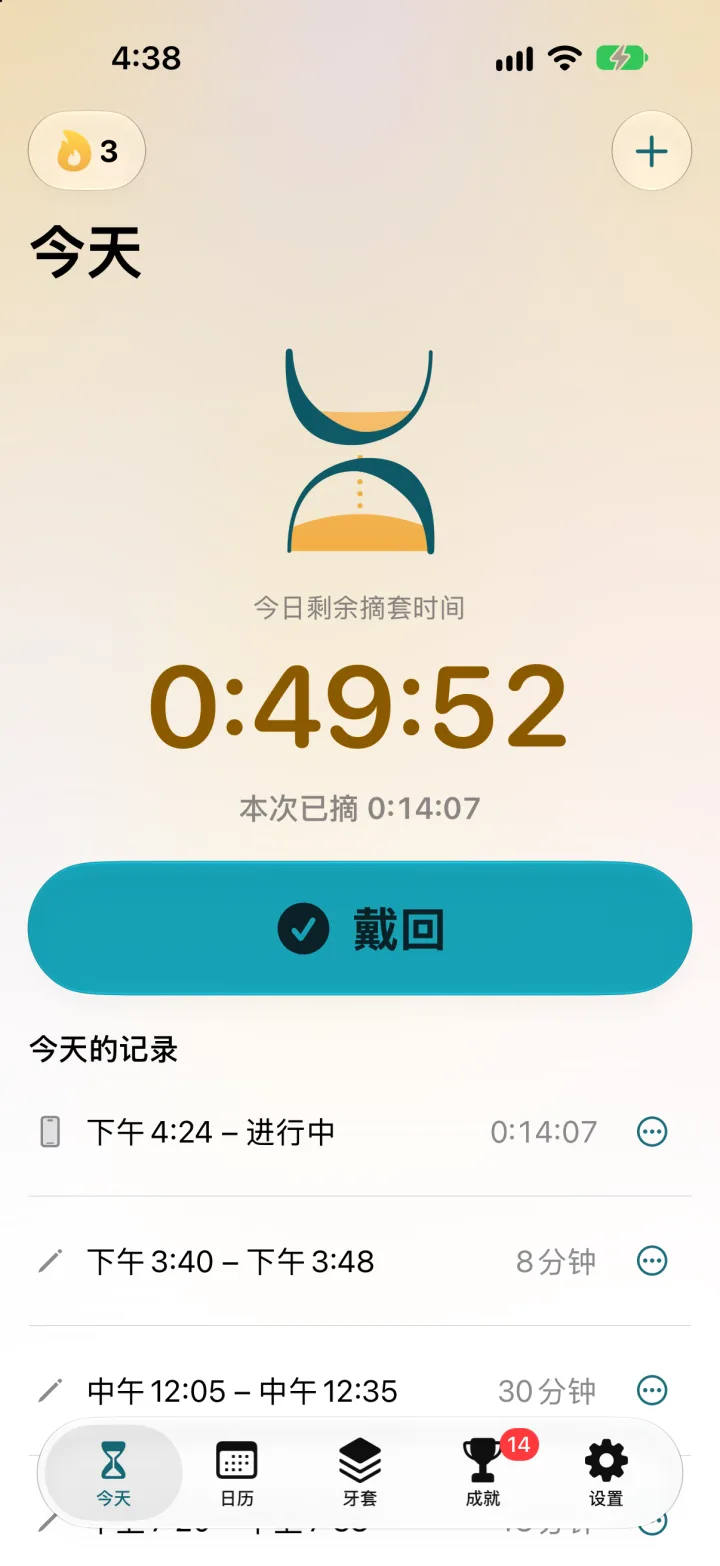 4:38
3
今天
今日剩余摘套时间
0:49:52
本次已摘 0:14:07
戴回
今天的记录
下午 4:24 – 进行中 0:14:07
下午 3:40 – 下午 3:48 8 分钟
中午 12:05 – 中午 12:35 30 分钟
14
今天 日历 牙套 成就 设置